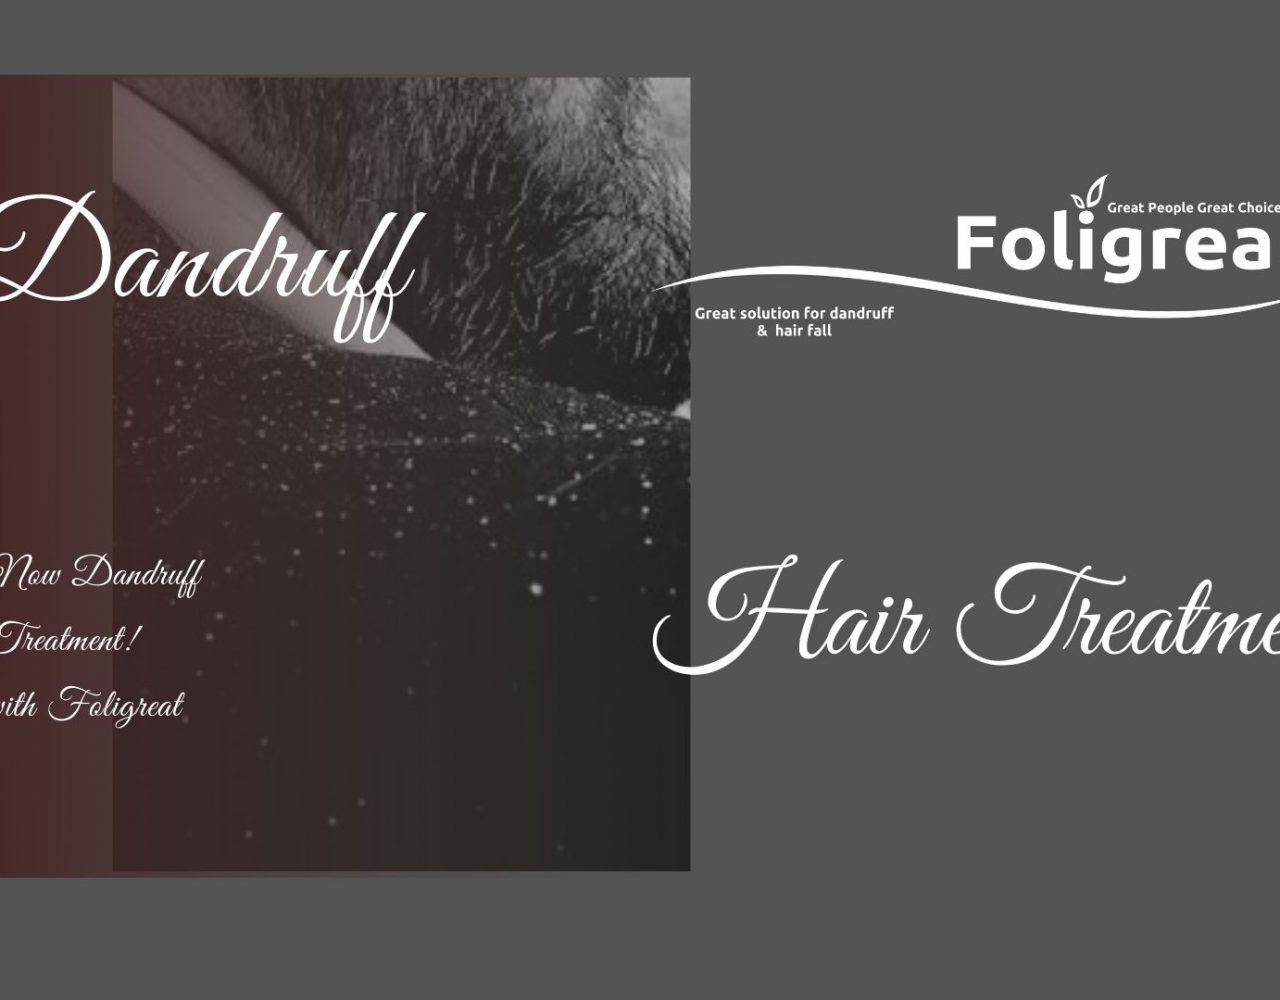 Dandruff
Now Dandruff
Treatment!
with Foligreat
Great People Great Choice
Foligrea
Great solution for dandruff
& hair fall
Hair Treatme